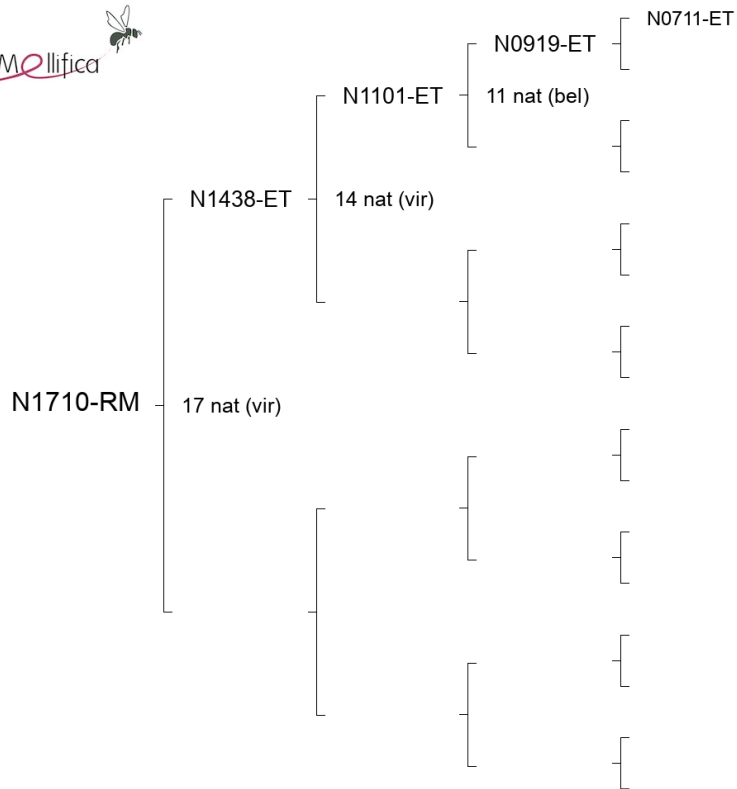 Mellifica
N0711-ET
N0919-ET
N1101-ET
11 nat (bel)
N1438-ET
14 nat (vir)
N1710-RM
17 nat (vir)